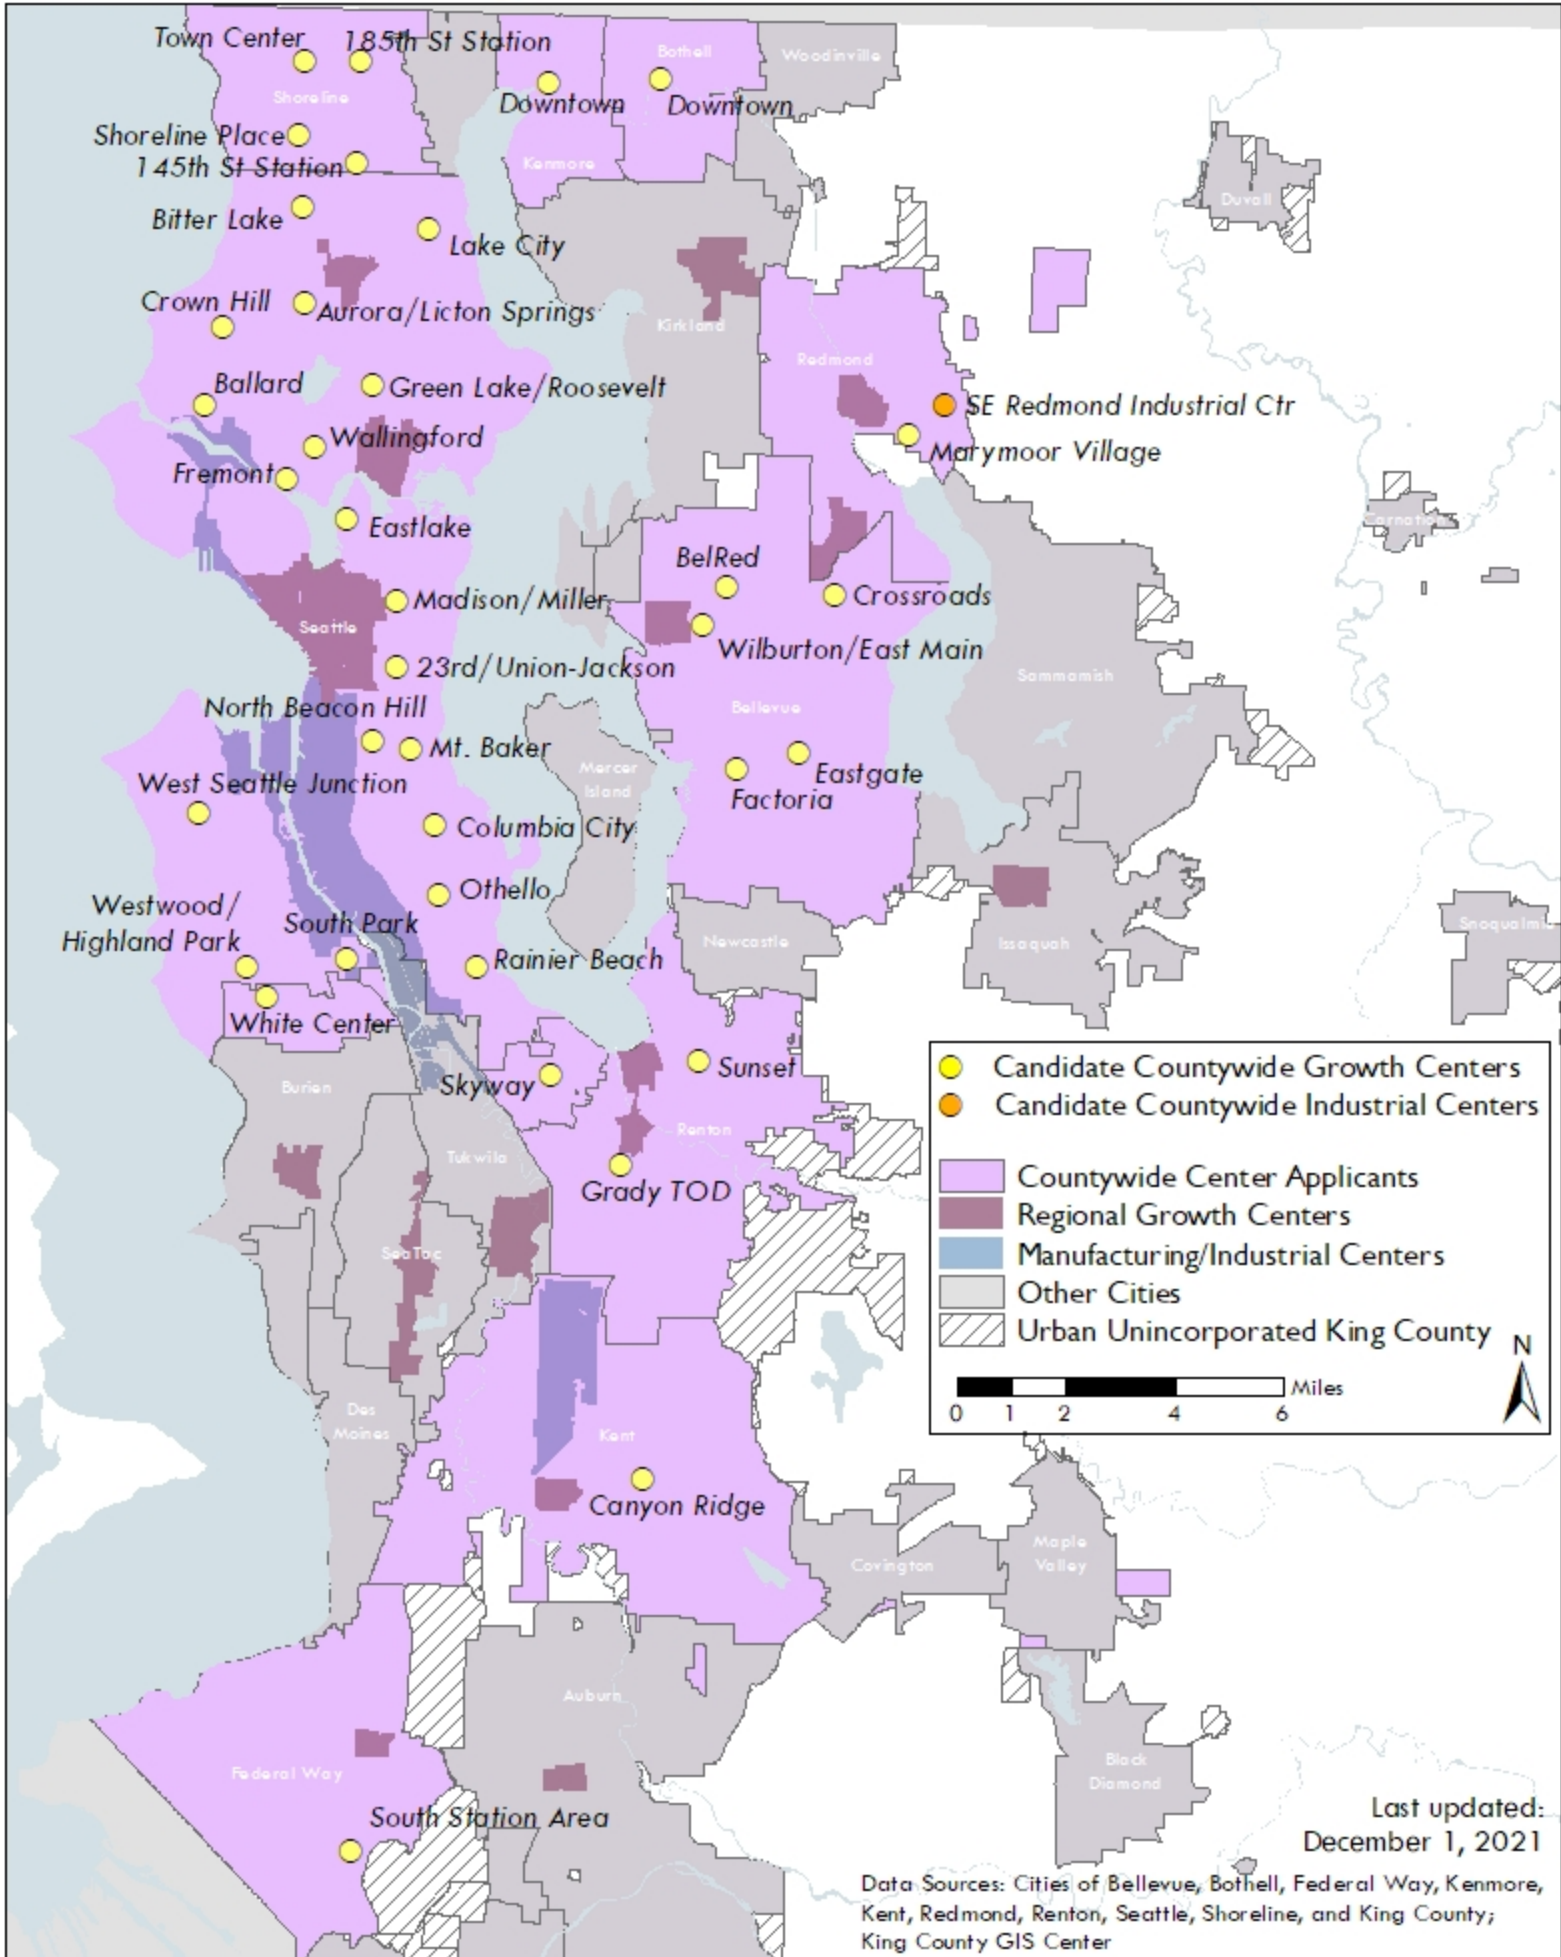 Town Center
185th St Station
Bothell
Woodinville
Shoreline
Downtown
Downtown
Shoreline Place
145th St Station
Kenmore
Duvall
Bitter Lake
Lake City
Crown Hill
Aurora/Licton Springs
Kirkland
Redmond
Ballard
Green Lake/Roosevelt
SE Redmond Industrial Ctr
Wallingford
Marymoor Village
Fremont
Eastlake
Carnation
BelRed
Madison/Miller
Crossroads
Seattle
Wilburton/East Main
23rd/Union-Jackson
Sammamish
North Beacon Hill
Bellevue
Mt. Baker
Mercer
Island
West Seattle Junction
Eastgate
Factoria
Columbia City
Othello
Westwood/
Highland Park
South Park
Newcastle
Issaquah
Snoqualmie
Rainier Beach
White Center
Burien
Skyway
Sunset
Renton
Tukwila
Grady TOD
SeaTac
Candidate Countywide Growth Centers
Candidate Countywide Industrial Centers
Countywide Center Applicants
Regional Growth Centers
Manufacturing/Industrial Centers
Other Cities
Urban Unincorporated King County
N
Miles
0 1 2 4 6
Des
Moines
Kent
Canyon Ridge
Covington
Maple
Valley
Auburn
Federal Way
Black
Diamond
South Station Area
Last updated:
December 1, 2021
Data Sources: Cities of Bellevue, Bothell, Federal Way, Kenmore,
Kent, Redmond, Renton, Seattle, Shoreline, and King County;
King County GIS Center